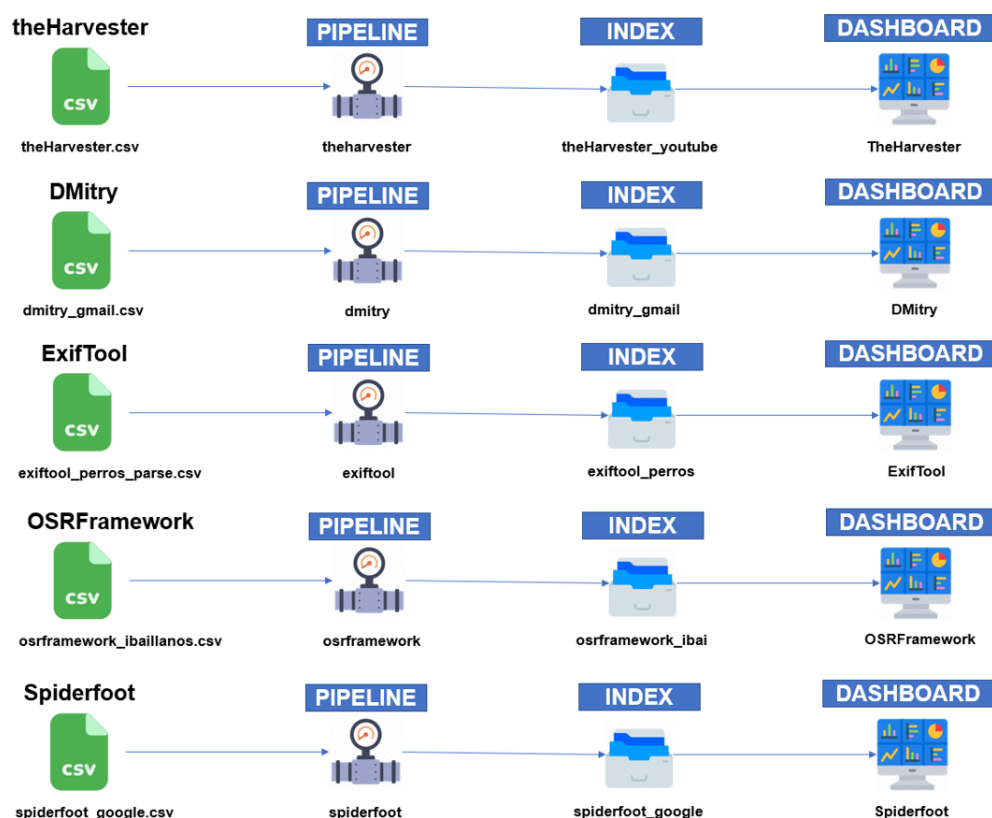 theHarvester
PIPELINE
INDEX
DASHBOARD
CSV
theHarvester.csv
theharvester
theHarvester_youtube
TheHarvester
DMitry
PIPELINE
INDEX
DASHBOARD
CSV
dmitry_gmail.csv
dmitry
dmitry_gmail
DMitry
ExifTool
PIPELINE
INDEX
DASHBOARD
CSV
exiftool_perros_parse.csv
exiftool
exiftool_perros
ExifTool
OSRFramework
PIPELINE
INDEX
DASHBOARD
CSV
osrframework_ibaillanos.csv
osrframework
osrframework_ibai
OSRFramework
Spiderfoot
PIPELINE
INDEX
DASHBOARD
CSV
spiderfoot_google.csv
spiderfoot
spiderfoot_google
Spiderfoot